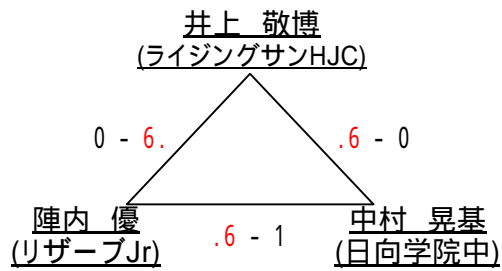 井上　敬博
(ライジングサンHJC)
0 - 6.
.6 - 0
陣内　優
(リザーブJr)
.6 - 1
中村　晃基
(日向学院中)